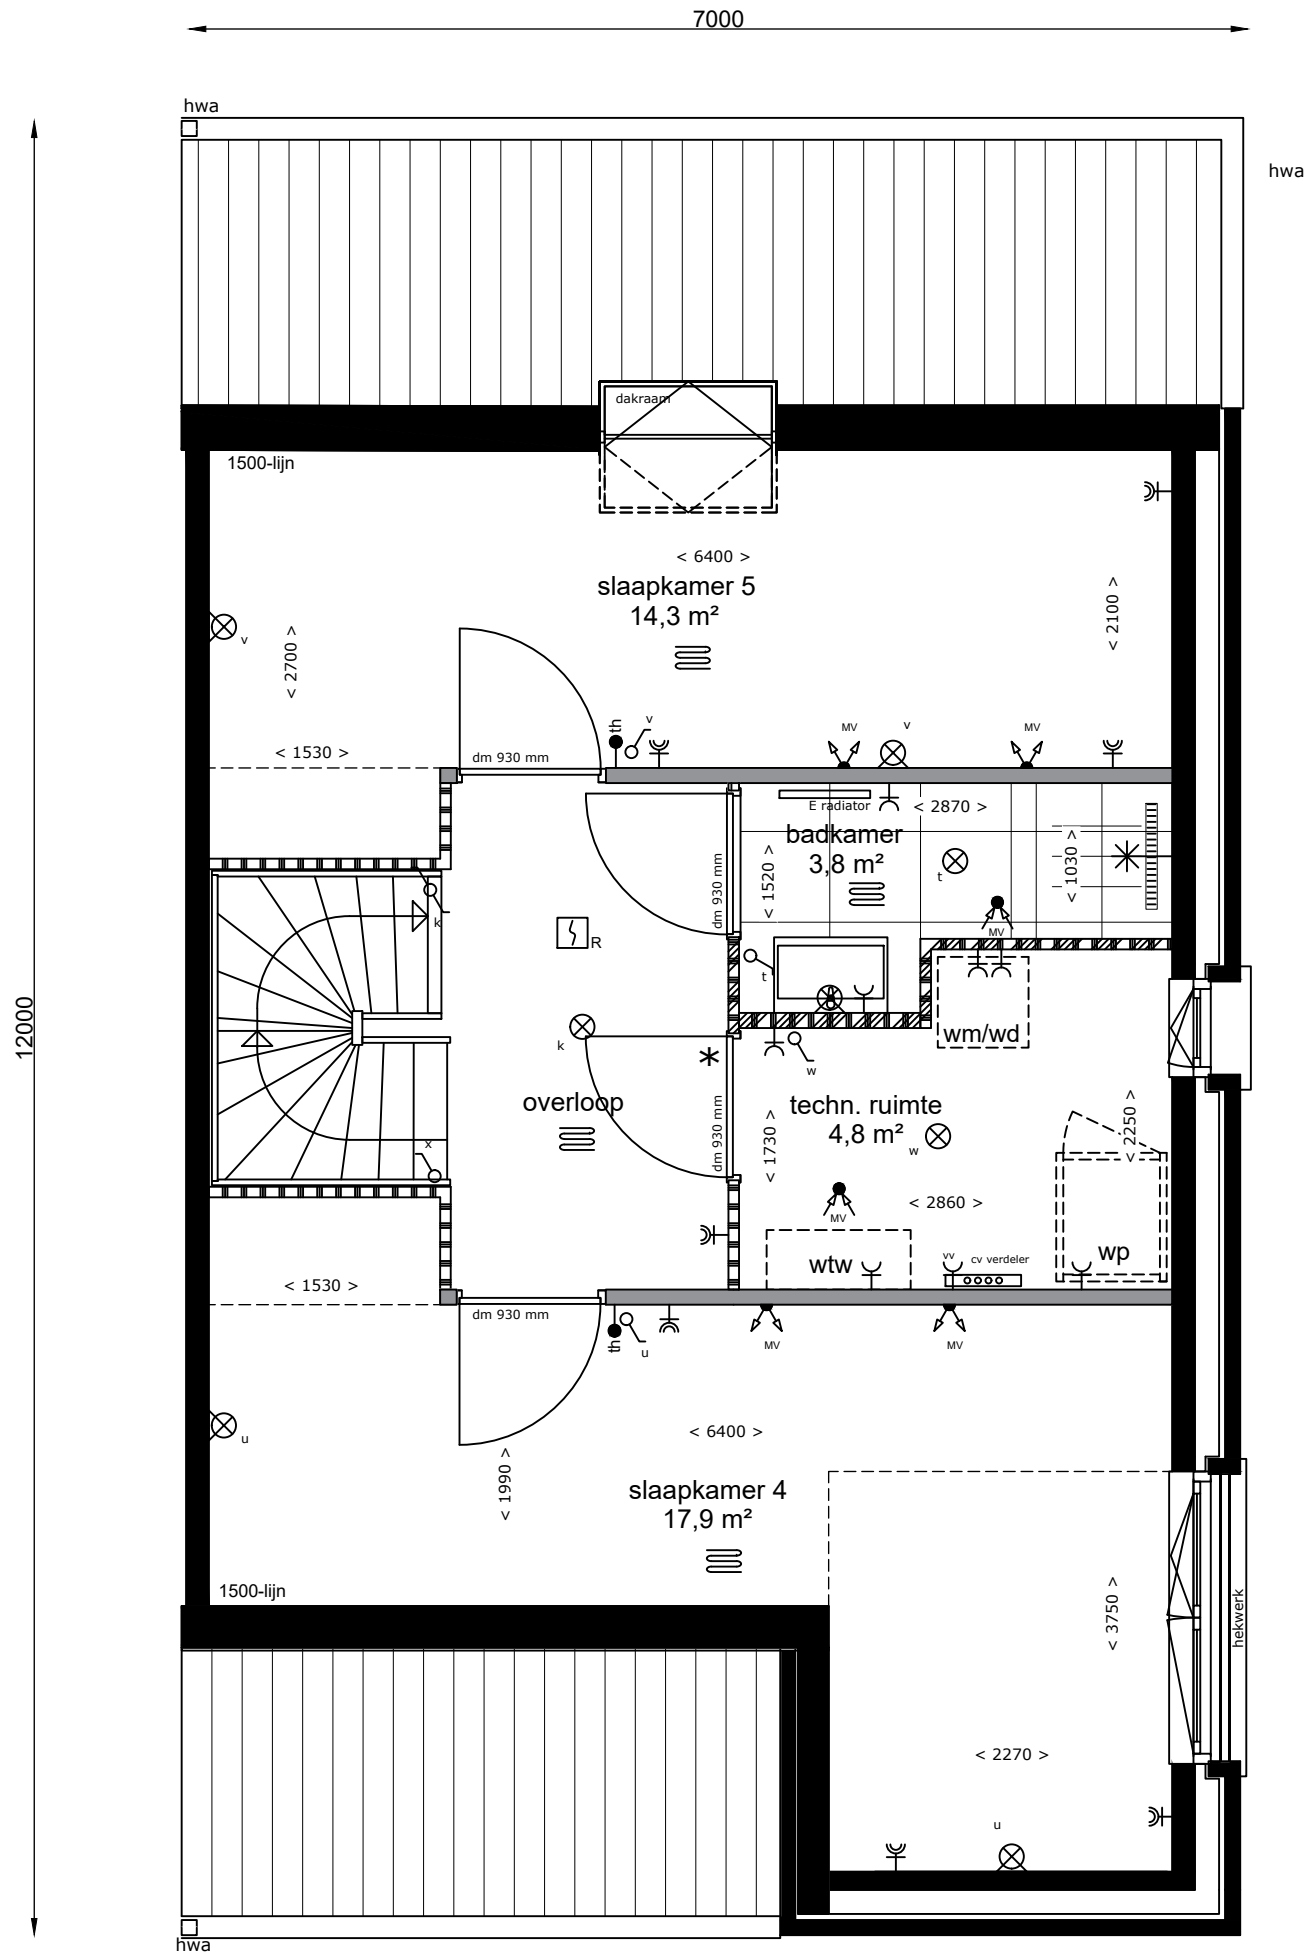 7000
hwa
hwa
dakraam
1500-lijn
< 6400 >
slaapkamer 5
14,3 m²
< 2100 >
v
< 2700 >
< 1530 >
dm 930 mm
th
v
MV
v
MV
E radiator
< 2870 >
badkamer
3,8 m²
dm 930 mm
< 1520 >
t
< 1030 >
k
R
MV
t
12000
k
wm/wd
w
overloop
techn. ruimte
4,8 m²
w
dm 930 mm
< 1730 >
< 2250 >
x
MV
< 2860 >
wtw
vv
cv verdeler
wp
< 1530 >
dm 930 mm
th
u
MV
MV
u
< 6400 >
< 1990 >
slaapkamer 4
17,9 m²
1500-lijn
< 3750 >
hekwerk
< 2270 >
u
hwa